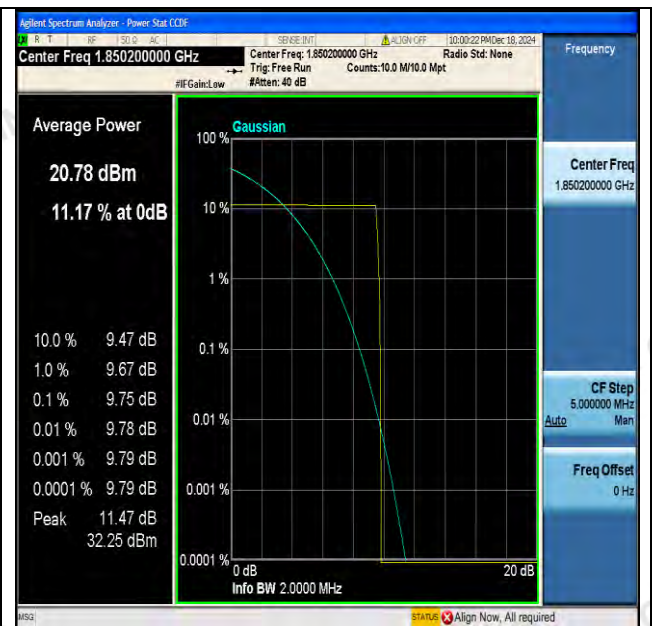 Agilent Spectrum Analyzer - Power Stat CCDF
R T RF 50 Ω AC SENSE:INT ALIGN OFF 10:00:22 PM Dec 18, 2024
Center Freq 1.850200000 GHz
Center Freq: 1.850200000 GHz Radio Std: None
Trig: Free Run Counts:10.0 M/10.0 Mpt
#IFGain:Low #Atten: 40 dB
Frequency
Average Power
20.78 dBm
11.17 % at 0dB
10.0 % 9.47 dB
1.0 % 9.67 dB
0.1 % 9.75 dB
0.01 % 9.78 dB
0.001 % 9.79 dB
0.0001 % 9.79 dB
Peak 11.47 dB
32.25 dBm
Gaussian
100 %
10 %
1 %
0.1 %
0.01 %
0.001 %
0.0001 %
0 dB 20 dB
Info BW 2.0000 MHz
Center Freq
1.850200000 GHz
CF Step
5.000000 MHz
Auto Man
Freq Offset
0 Hz
MSG STATUS Align Now, All required